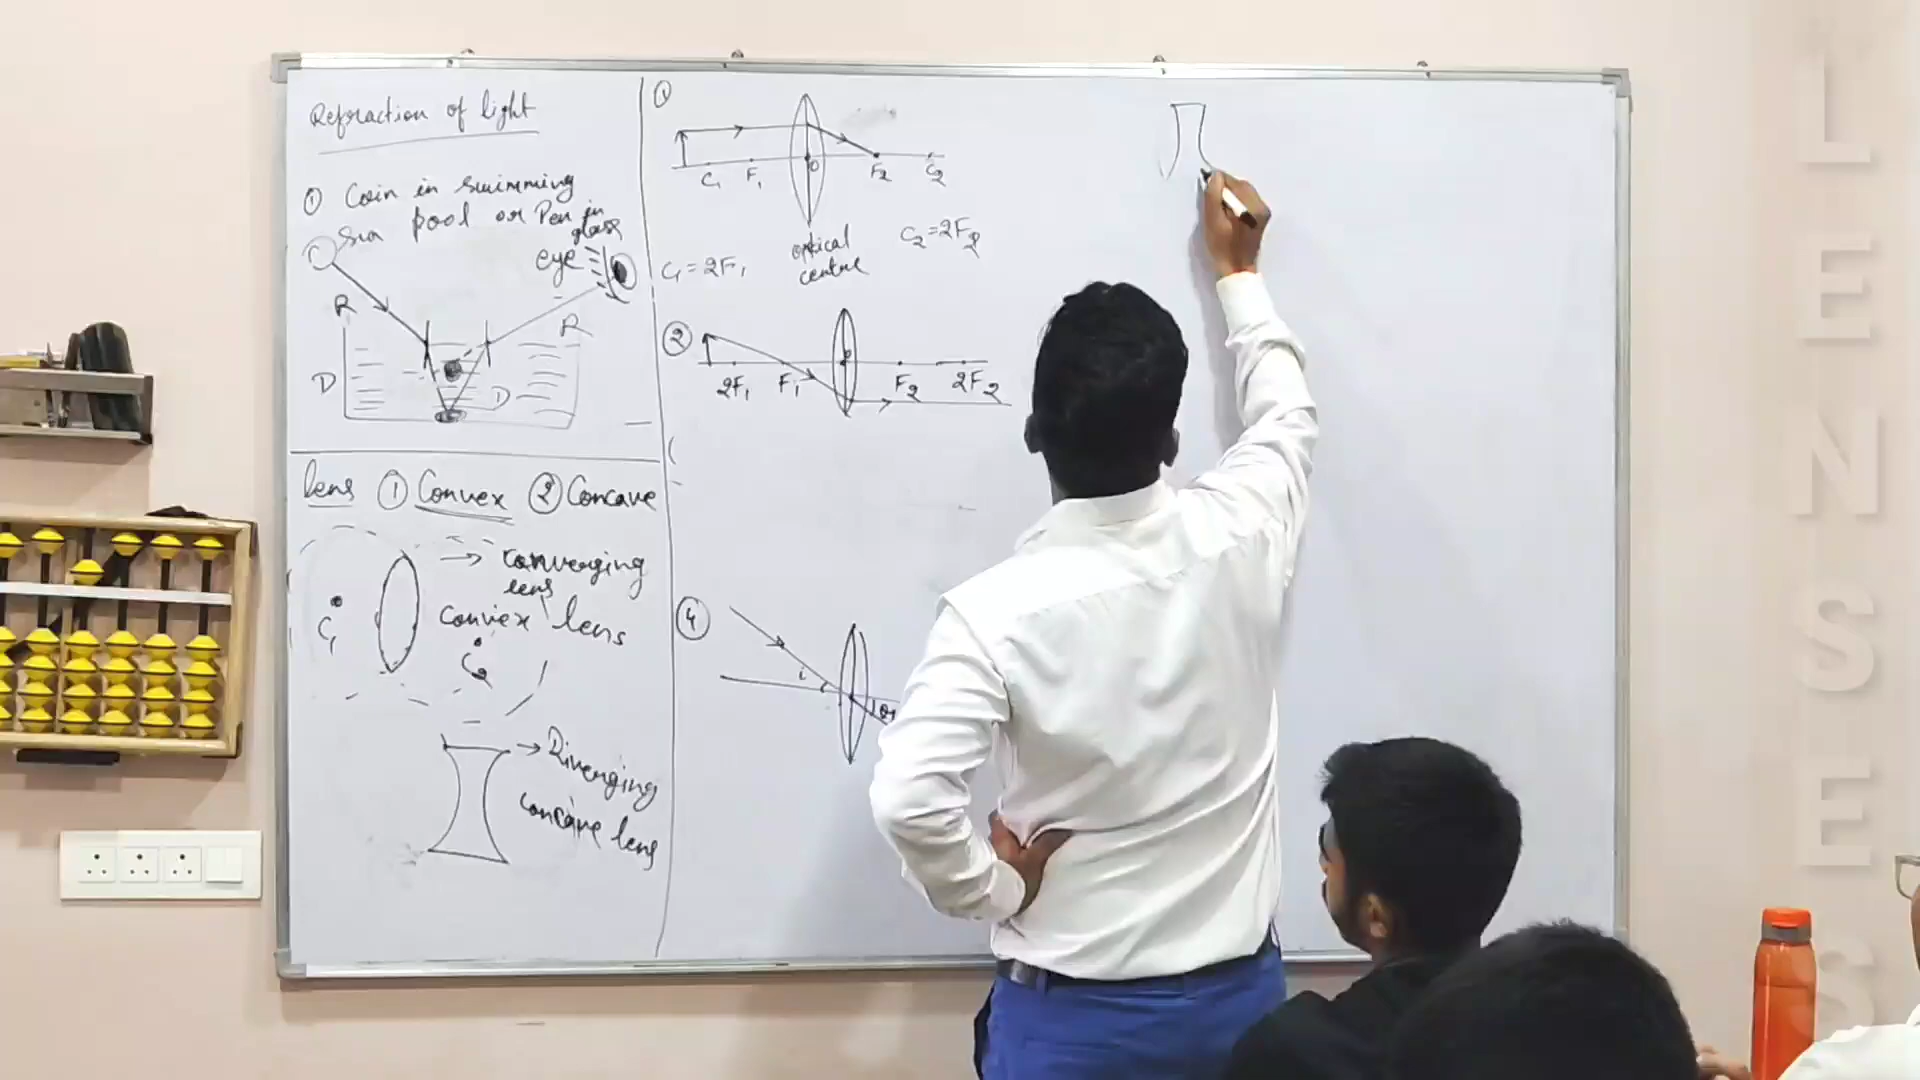 Refraction of light
① Coin in swimming
pool or Pen in
glass
eye
R
R
D
D
lens ① Convex ② Concave
→ converging
lens
convex lens
C₁
C₂
→ Diverging
concave lens
①
C₁ F₁ O F₂ C₂
optical
centre
C₁ = 2F₁
C₂ = 2F₂
②
2F₁ F₁ F₂ 2F₂
④
i
LENSES